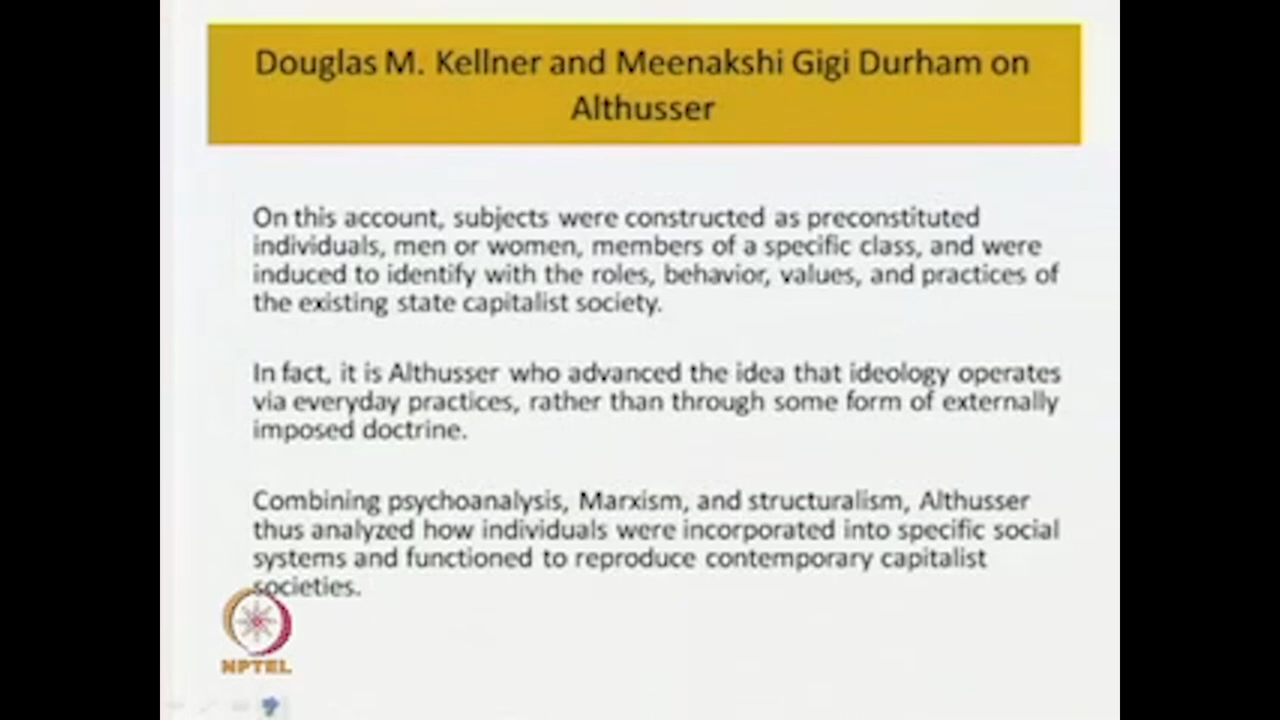 Douglas M. Kellner and Meenakshi Gigi Durham on
Althusser
On this account, subjects were constructed as preconstituted
individuals, men or women, members of a specific class, and were
induced to identify with the roles, behavior, values, and practices of
the existing state capitalist society.
In fact, it is Althusser who advanced the idea that ideology operates
via everyday practices, rather than through some form of externally
imposed doctrine.
Combining psychoanalysis, Marxism, and structuralism, Althusser
thus analyzed how individuals were incorporated into specific social
systems and functioned to reproduce contemporary capitalist
societies.
NPTEL